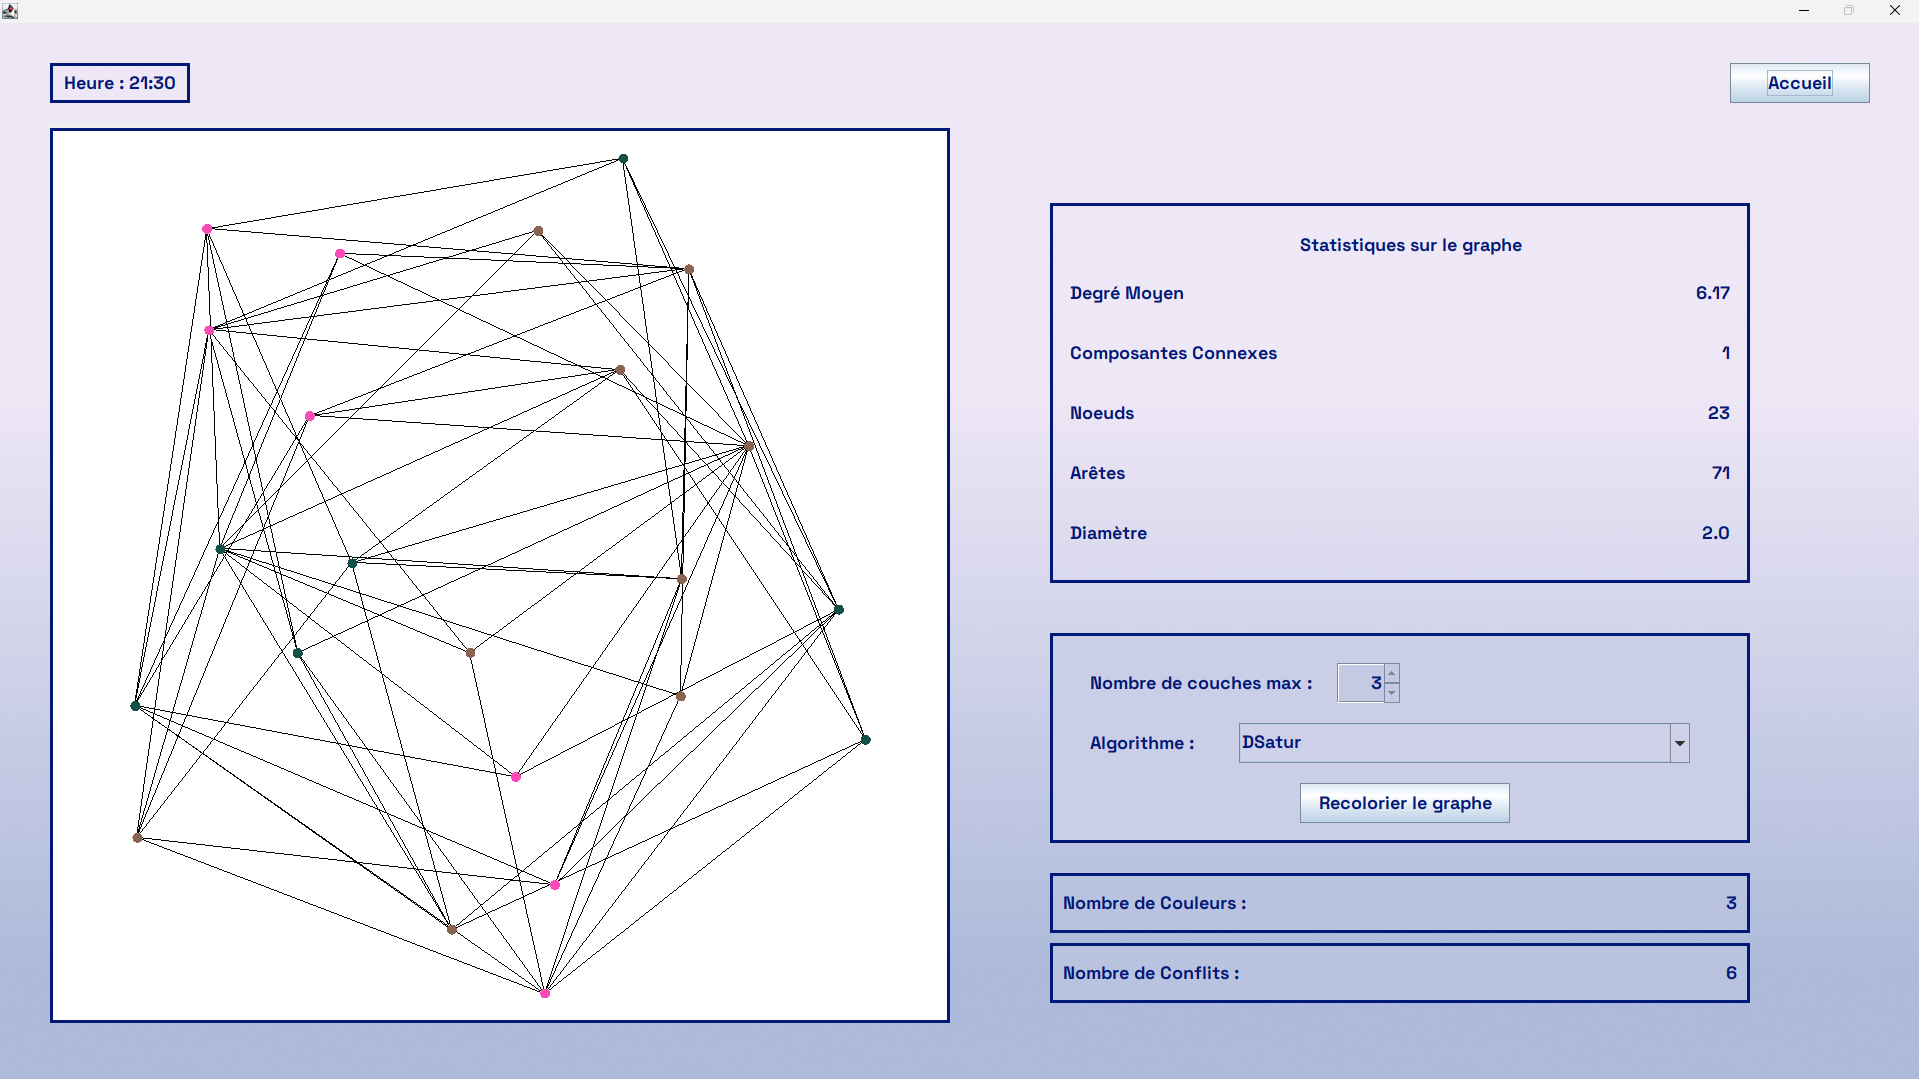 Heure : 21:30
Accueil
Statistiques sur le graphe
Degré Moyen 6.17
Composantes Connexes 1
Noeuds 23
Arêtes 71
Diamètre 2.0
Nombre de couches max : 3
Algorithme : DSatur
Recolorier le graphe
Nombre de Couleurs : 3
Nombre de Conflits : 6